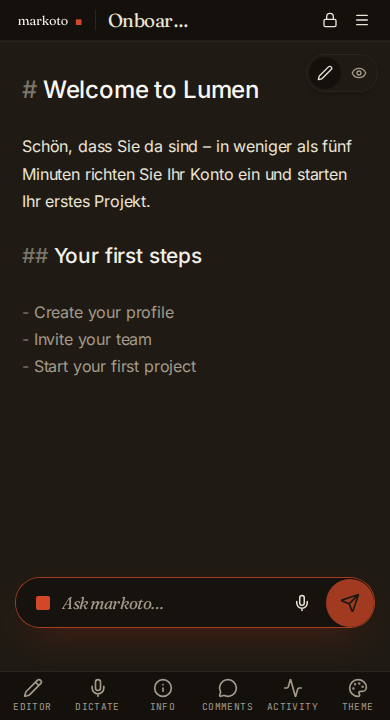 markoto
Onboar...
# Welcome to Lumen
Schön, dass Sie da sind – in weniger als fünf
Minuten richten Sie Ihr Konto ein und starten
Ihr erstes Projekt.
## Your first steps
- Create your profile
- Invite your team
- Start your first project
Ask markoto...
EDITOR DICTATE INFO COMMENTS ACTIVITY THEME